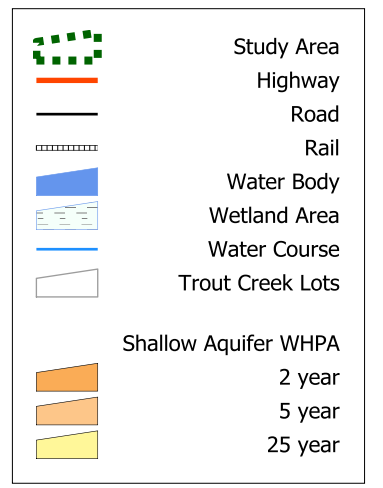 Study Area
Highway
Road
Rail
Water Body
Wetland Area
Water Course
Trout Creek Lots
Shallow Aquifer WHPA
2 year
5 year
25 year